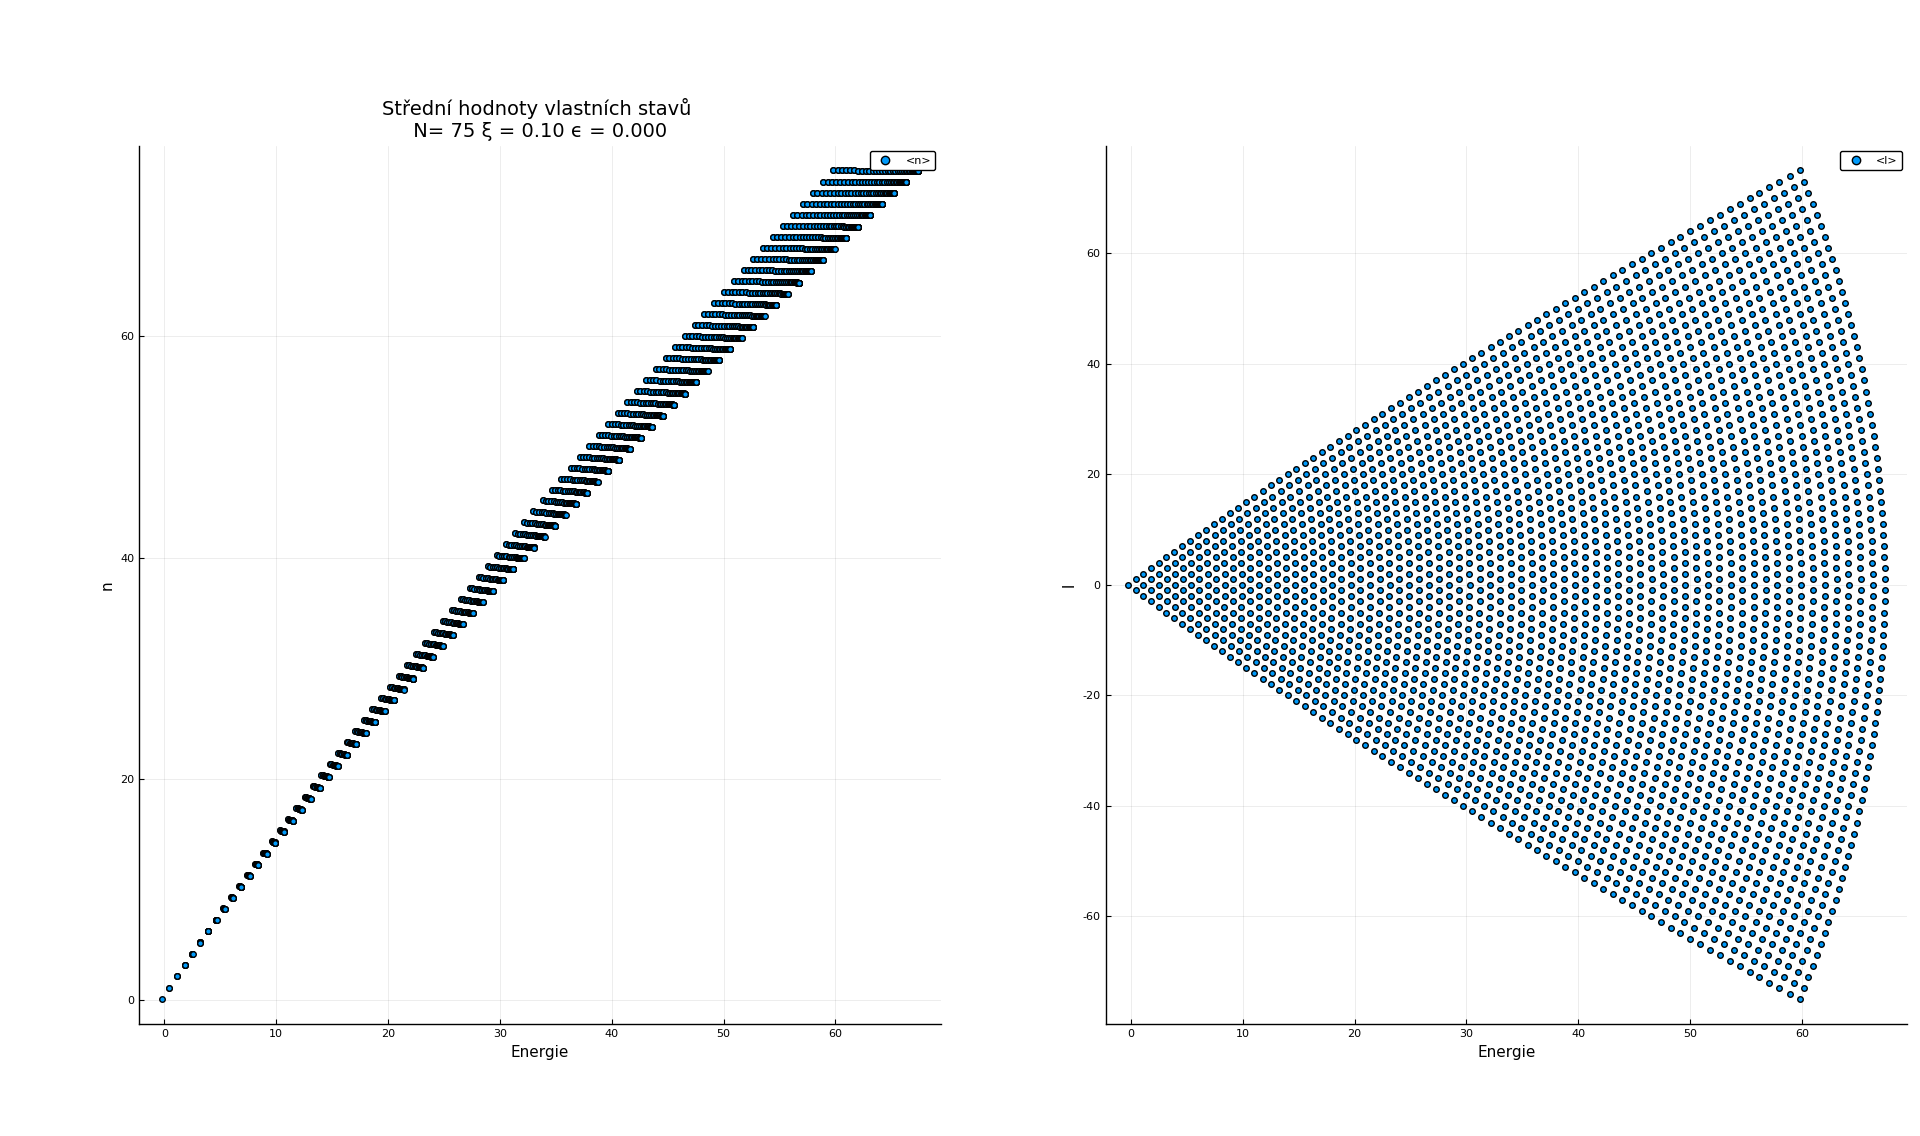 Střední hodnoty vlastních stavů
N= 75 ξ = 0.10 ϵ = 0.000
<n>
60
40
20
0
n
0 10 20 30 40 50 60
Energie
<l>
60
40
20
0
-20
-40
-60
l
0 10 20 30 40 50 60
Energie